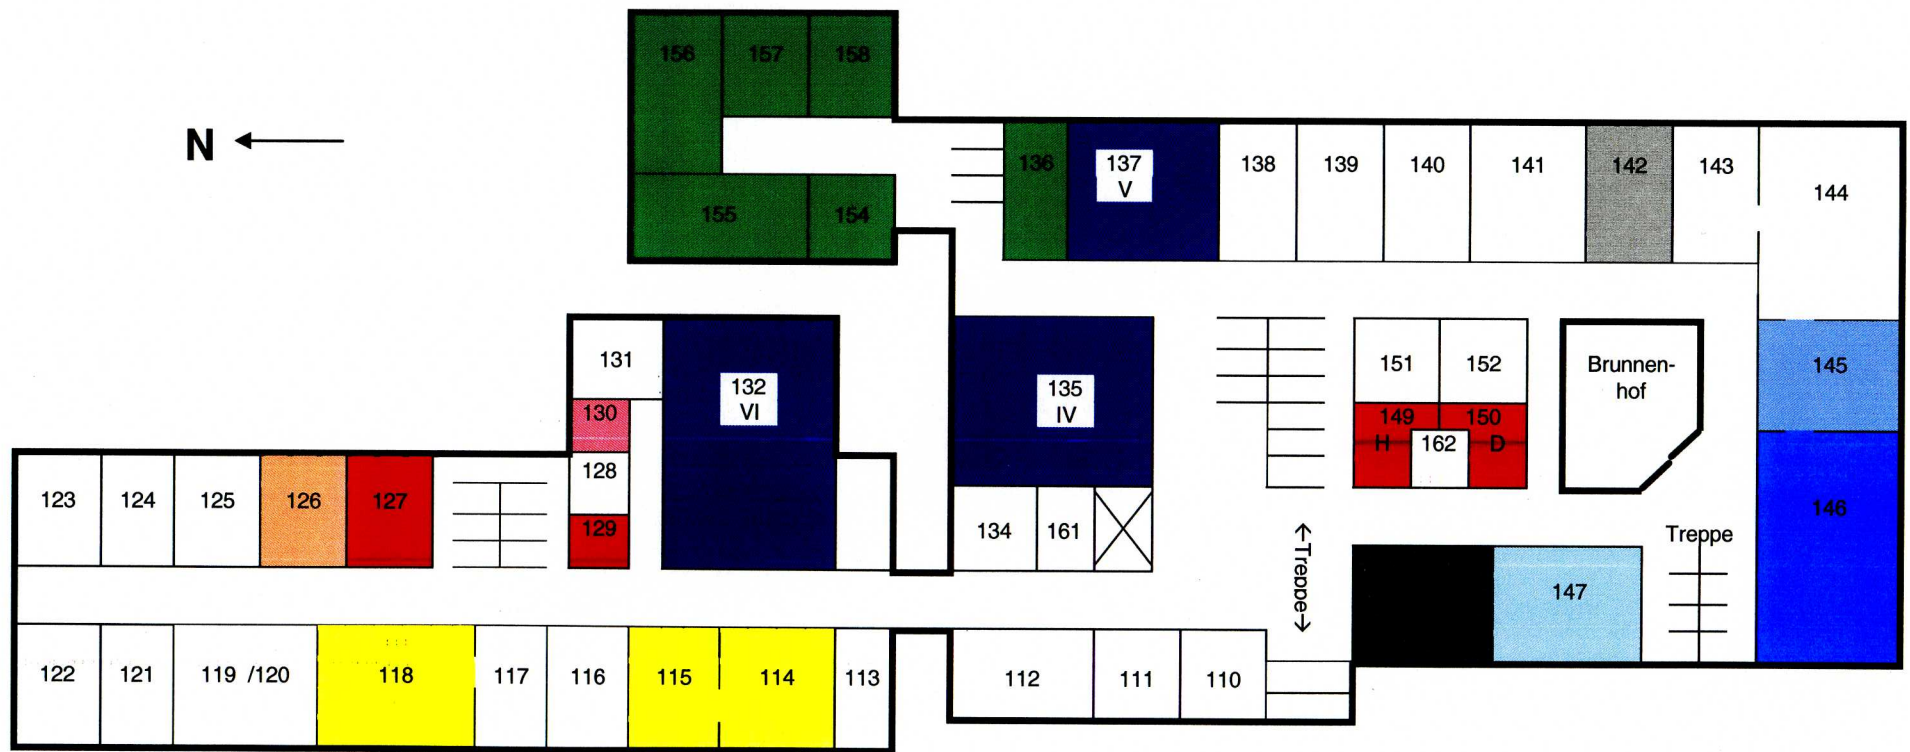 156 157 158
N
136 137 138 139 140 141 142 143 144
V
155 154
131 132 135 151 152 Brunnen- 145
VI IV hof
130 149 150
H 162 D
128
123 124 125 126 127 129 134 161 146
←Treppe→ Treppe
147
122 121 119 /120 118 117 116 115 114 113 112 111 110